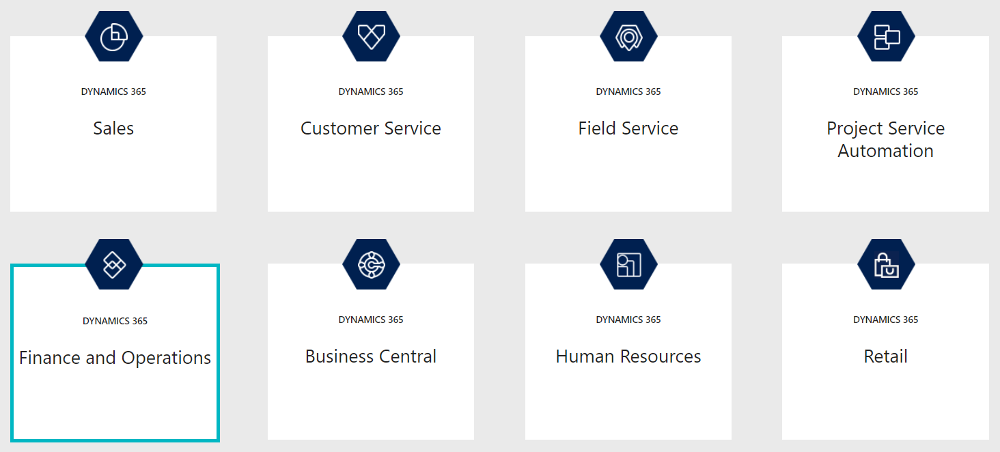 DYNAMICS 365
Sales
DYNAMICS 365
Customer Service
DYNAMICS 365
Field Service
DYNAMICS 365
Project Service
Automation
DYNAMICS 365
Finance and Operations
DYNAMICS 365
Business Central
DYNAMICS 365
Human Resources
DYNAMICS 365
Retail